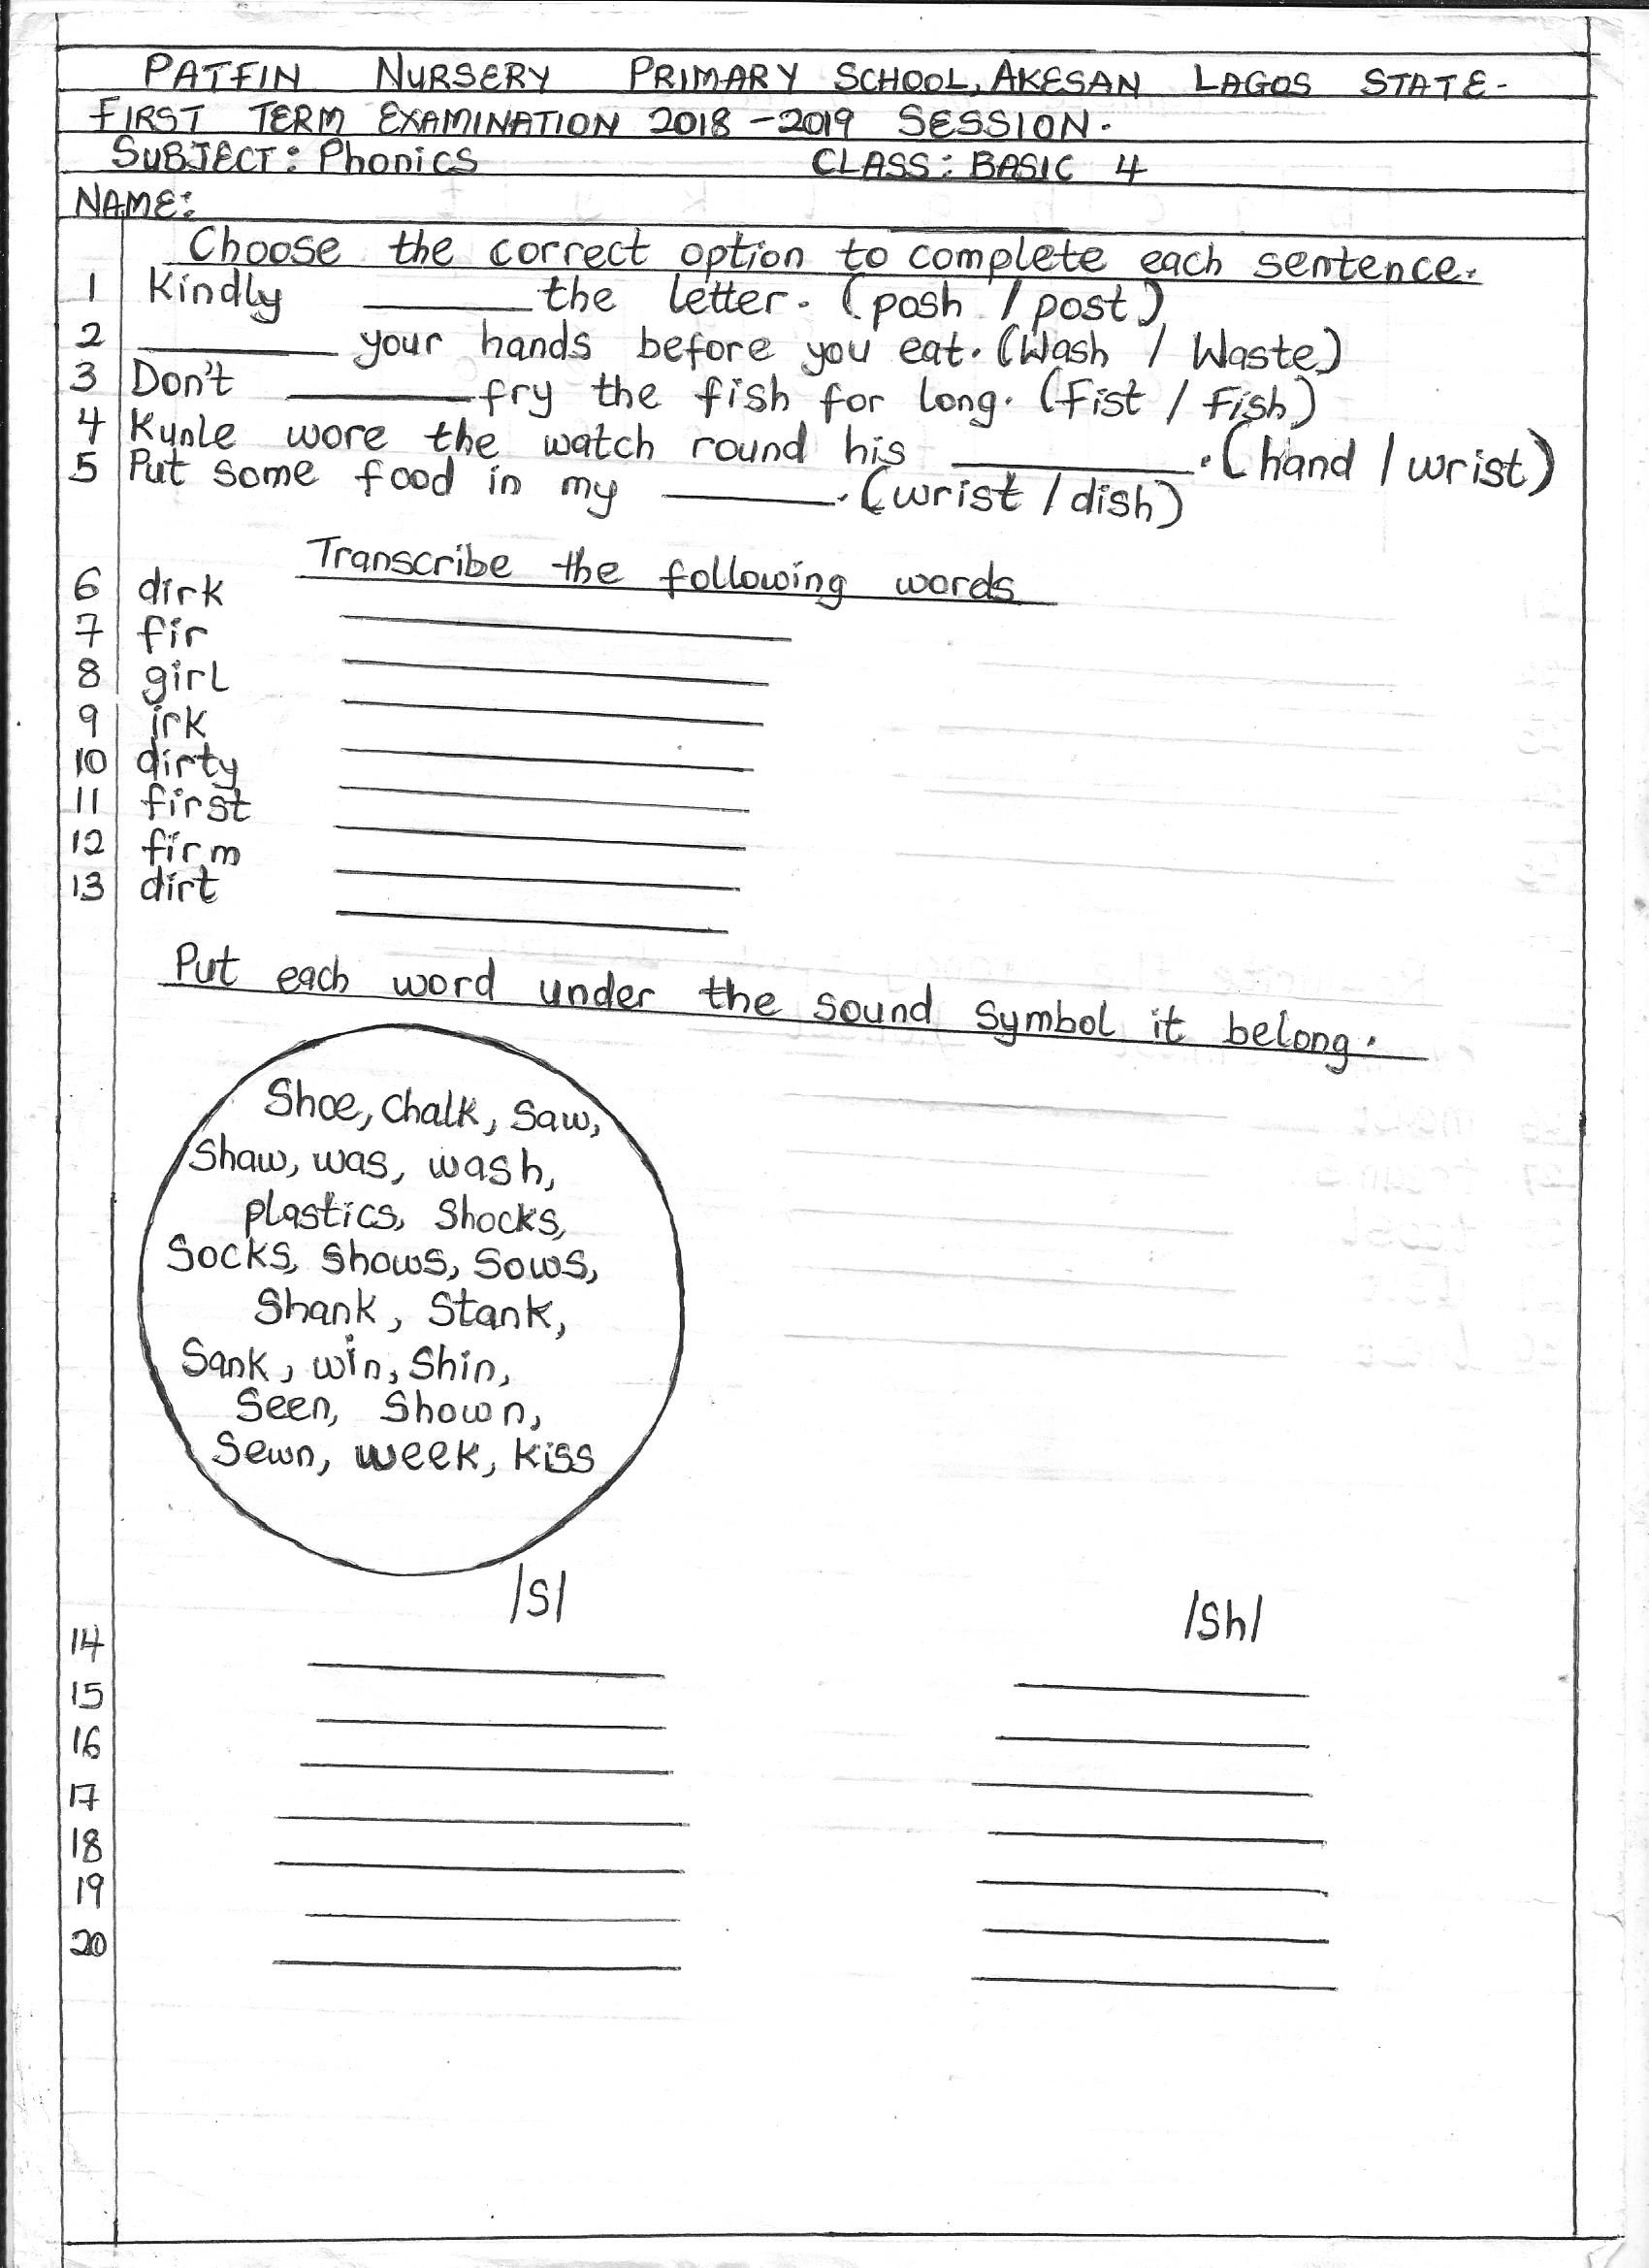 PATFIN NURSERY PRIMARY SCHOOL, AKESAN LAGOS STATE-
FIRST TERM EXAMINATION 2018-2019 SESSION.
SUBJECT: Phonics CLASS: BASIC 4
NAME:
Choose the correct option to complete each sentence.
1 Kindly ______ the letter. (posh / post)
2 ______ your hands before you eat. (Wash / Waste)
3 Don't ______ fry the fish for long. (Fist / Fish)
4 Kunle wore the watch round his ______. (hand / wrist)
5 Put some food in my ______. (wrist / dish)
Transcribe the following words
6 dirk ______
7 fir ______
8 girl ______
9 irk ______
10 dirty ______
11 first ______
12 firm ______
13 dirt ______
Put each word under the sound symbol it belong.
Shoe, Chalk, Saw,
Shaw, was, wash,
plastics, Shocks,
Socks, Shows, Sows,
Shank, Stank,
Sank, win, Shin,
Seen, Shown,
Sewn, week, kiss
/S/ /Sh/
14 ______ ______
15 ______ ______
16 ______ ______
17 ______ ______
18 ______ ______
19 ______ ______
20 ______ ______